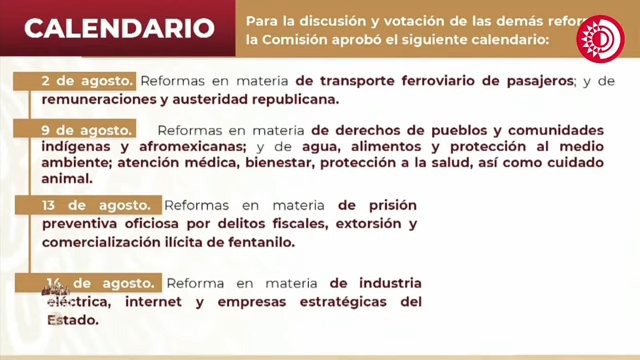 CALENDARIO
Para la discusión y votación de las demás
la Comisión aprobó el siguiente calendario:
2 de agosto. Reformas en materia de transporte ferroviario de pasajeros; y de
remuneraciones y austeridad republicana.
9 de agosto. Reformas en materia de derechos de pueblos y comunidades
indígenas y afromexicanas; y de agua, alimentos y protección al medio
ambiente; atención médica, bienestar, protección a la salud, así como cuidado
animal.
13 de agosto. Reformas en materia de prisión
preventiva oficiosa por delitos fiscales, extorsión y
comercialización ilícita de fentanilo.
de agosto. Reforma en materia de industria
eléctrica, internet y empresas estratégicas del
Estado.